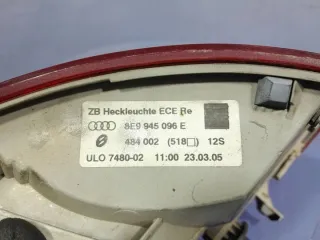 ZB Heckleuchte ECE Re
8E9 945 096 E
484 002 (518□) 12S
ULO 7480-02 11:00 23.03.05